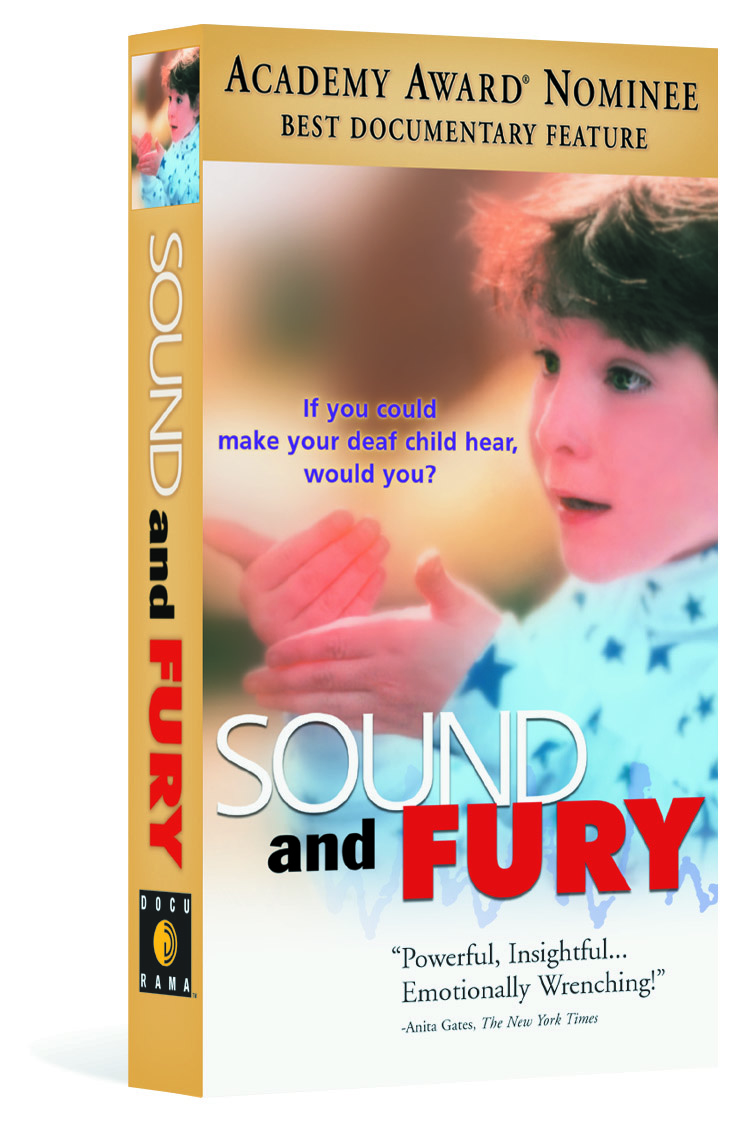 ACADEMY AWARD® NOMINEE
BEST DOCUMENTARY FEATURE
If you could
make your deaf child hear,
would you?
SOUND
and FURY
“Powerful, Insightful...
Emotionally Wrenching!”
-Anita Gates, The New York Times
SOUND and FURY
DOCU
RAMA™